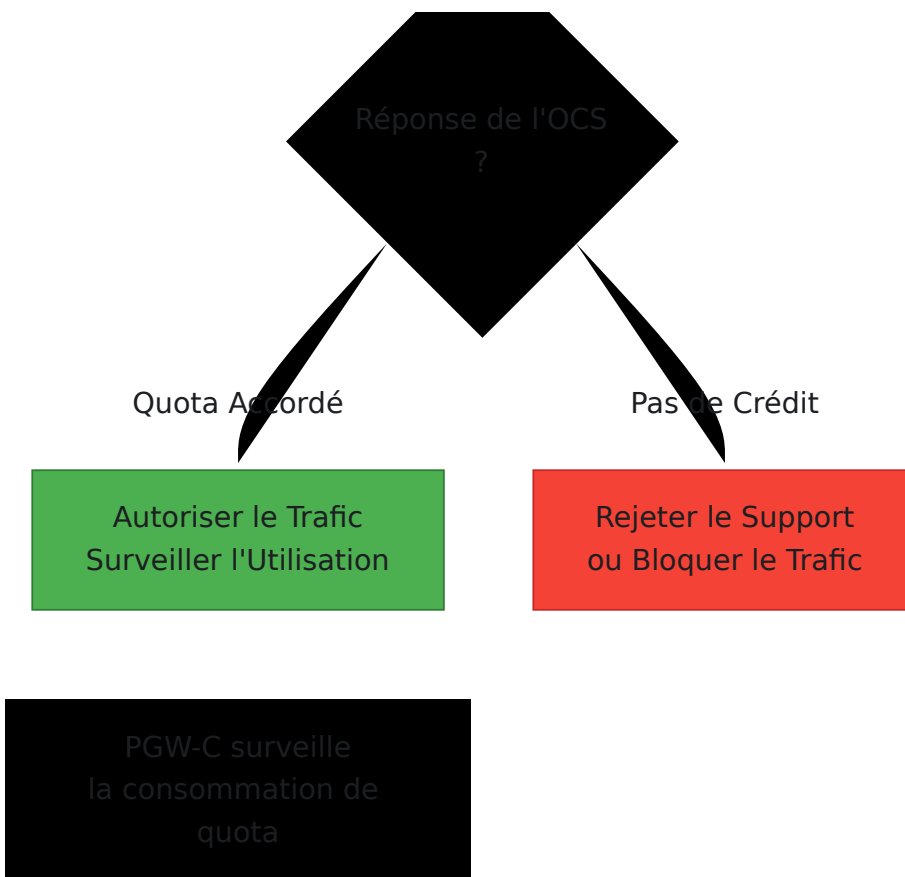 Réponse de l'OCS
?
Quota Accordé
Pas de Crédit
Autoriser le Trafic
Surveiller l'Utilisation
Rejeter le Support
ou Bloquer le Trafic
PGW-C surveille
la consommation de
quota